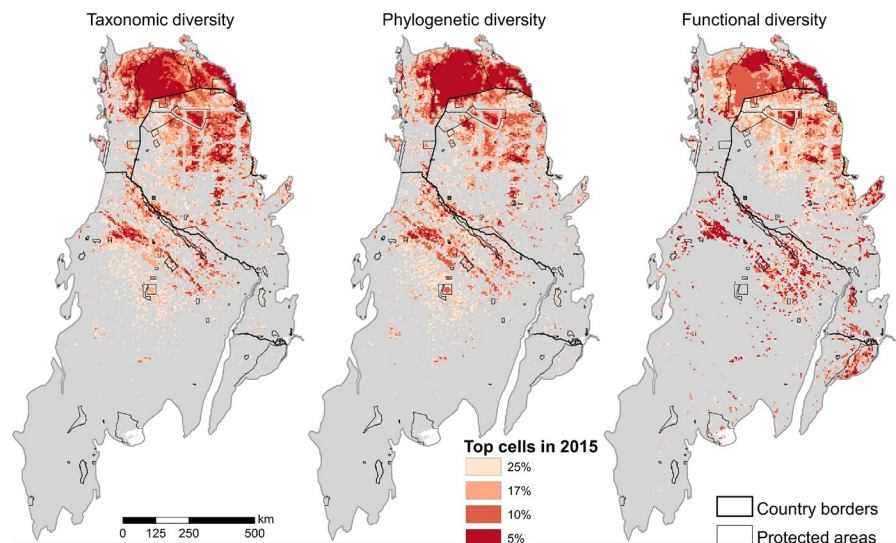 Taxonomic diversity
Phylogenetic diversity
Functional diversity
Top cells in 2015
25%
17%
10%
5%
km
0 125 250 500
Country borders
Protected areas